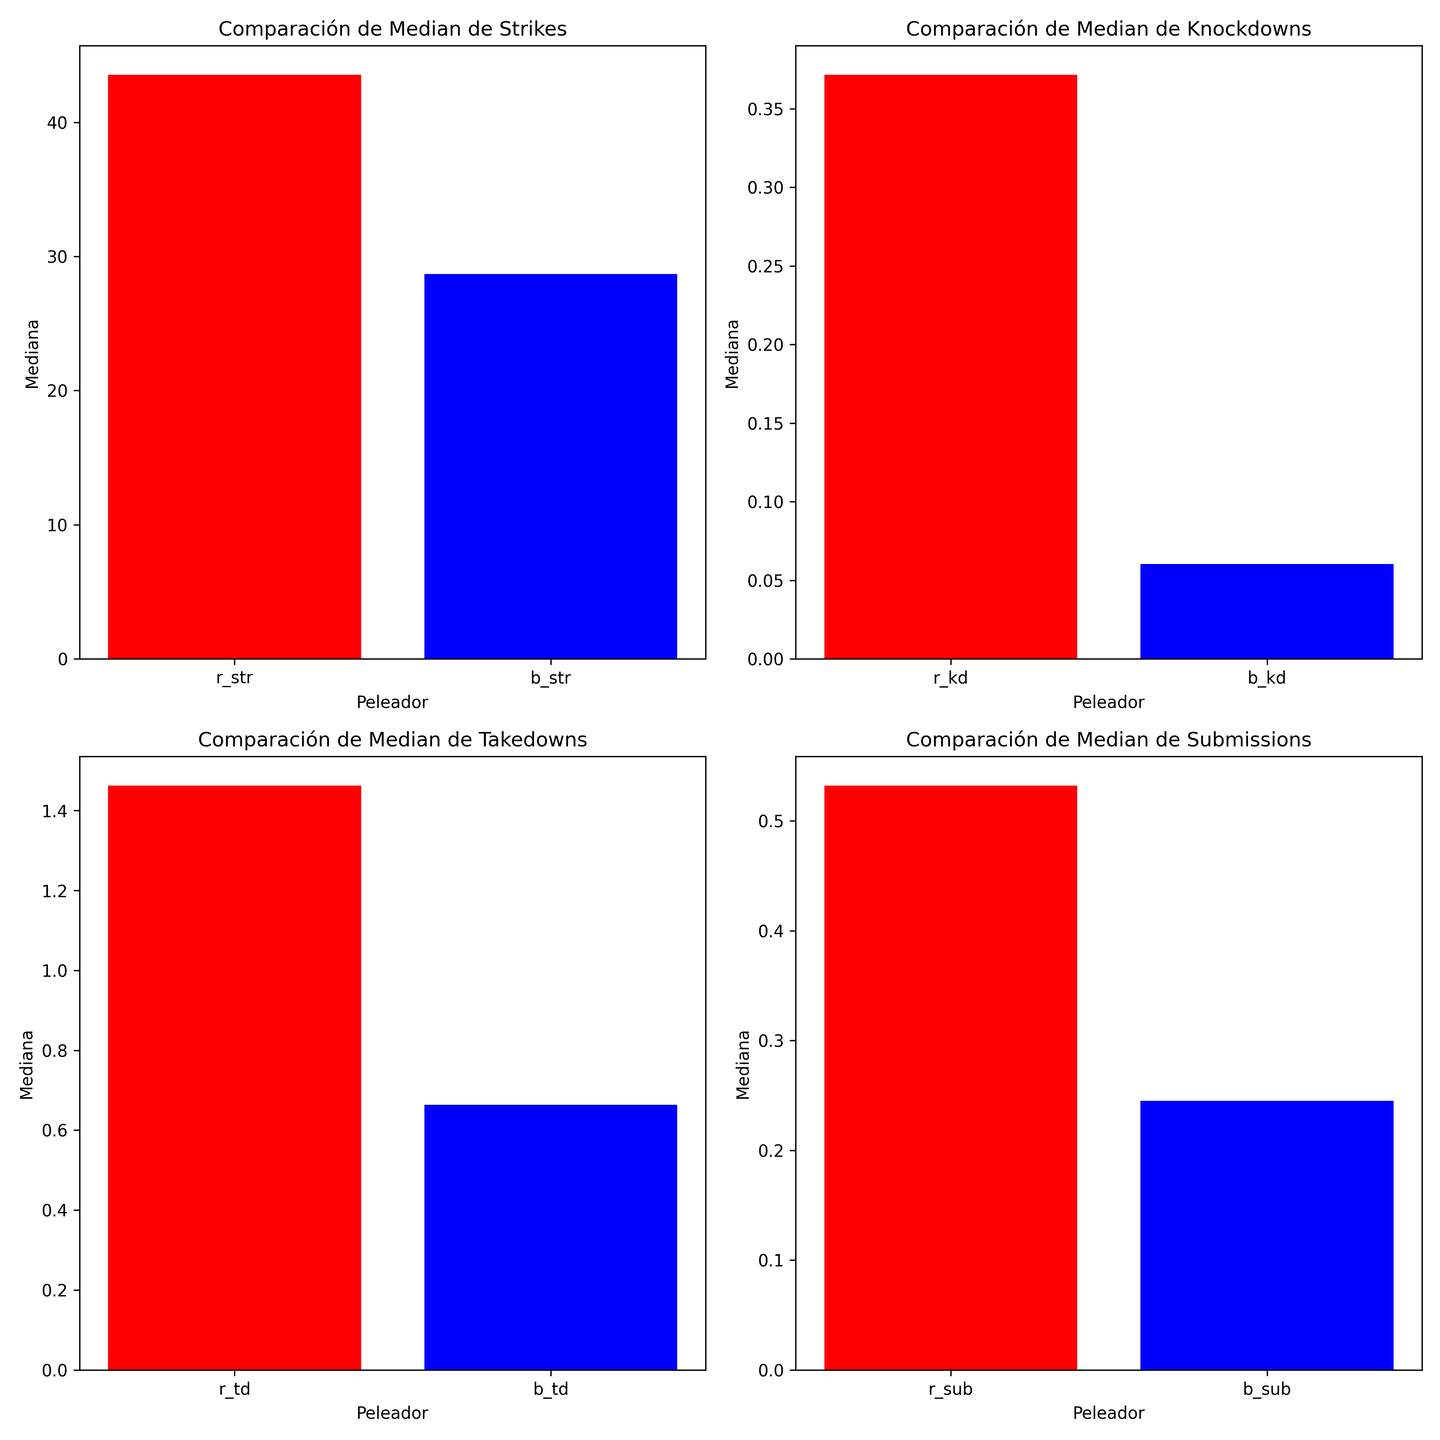 Comparación de Median de Strikes
Mediana
40
30
20
10
0
r_str b_str
Peleador
Comparación de Median de Knockdowns
Mediana
0.35
0.30
0.25
0.20
0.15
0.10
0.05
0.00
r_kd b_kd
Peleador
Comparación de Median de Takedowns
Mediana
1.4
1.2
1.0
0.8
0.6
0.4
0.2
0.0
r_td b_td
Peleador
Comparación de Median de Submissions
Mediana
0.5
0.4
0.3
0.2
0.1
0.0
r_sub b_sub
Peleador